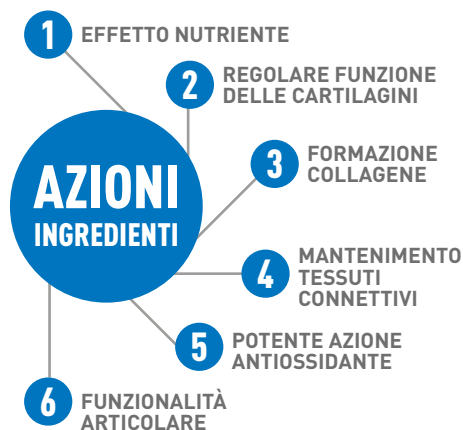 1 EFFETTO NUTRIENTE
2 REGOLARE FUNZIONE
DELLE CARTILAGINI
AZIONI
INGREDIENTI
3 FORMAZIONE
COLLAGENE
4 MANTENIMENTO
TESSUTI
CONNETTIVI
5 POTENTE AZIONE
ANTIOSSIDANTE
6 FUNZIONALITÀ
ARTICOLARE